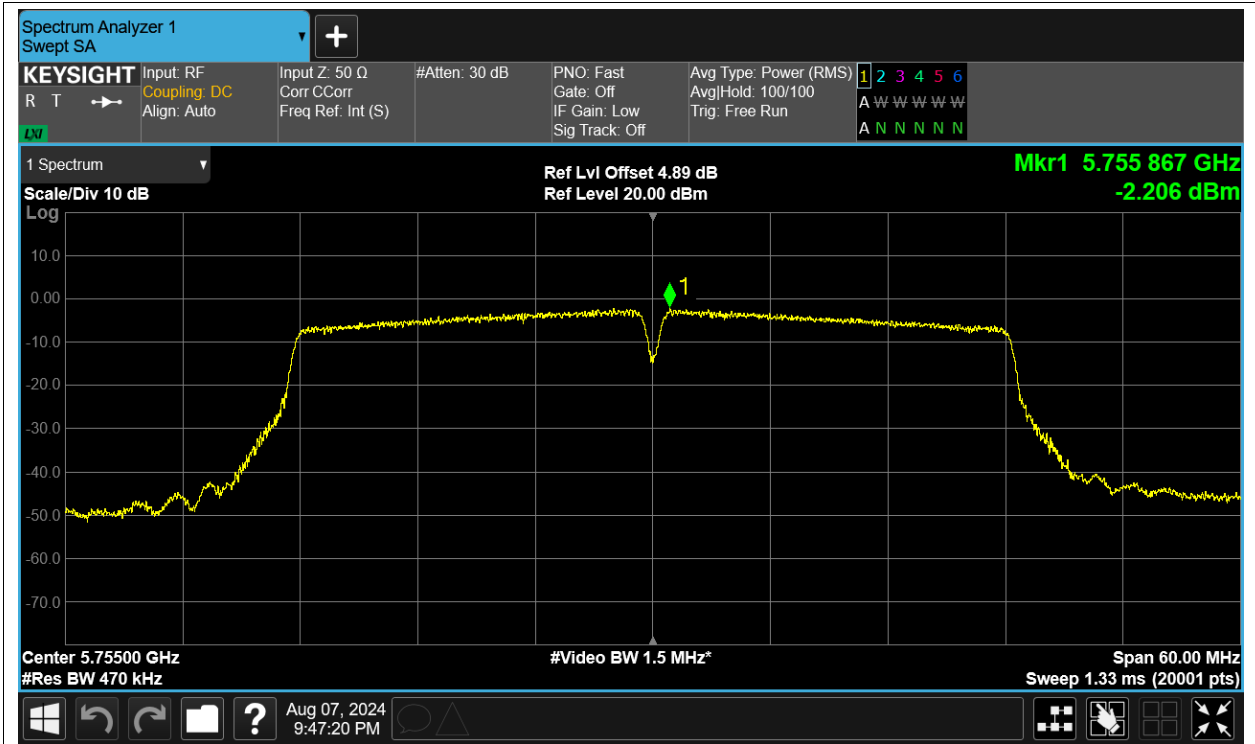 Spectrum Analyzer 1
Swept SA
KEYSIGHT
R T
LXI
Input: RF
Coupling: DC
Align: Auto
Input Z: 50 Ω
Corr CCorr
Freq Ref: Int (S)
#Atten: 30 dB
PNO: Fast
Gate: Off
IF Gain: Low
Sig Track: Off
Avg Type: Power (RMS)
Avg|Hold: 100/100
Trig: Free Run
1 2 3 4 5 6
A W W W W W
A N N N N N
1 Spectrum
Scale/Div 10 dB
Log
Ref Lvl Offset 4.89 dB
Ref Level 20.00 dBm
Mkr1 5.755 867 GHz
-2.206 dBm
10.0
0.00
-10.0
-20.0
-30.0
-40.0
-50.0
-60.0
-70.0
1
Center 5.75500 GHz
#Res BW 470 kHz
#Video BW 1.5 MHz*
Span 60.00 MHz
Sweep 1.33 ms (20001 pts)
?
Aug 07, 2024
9:47:20 PM